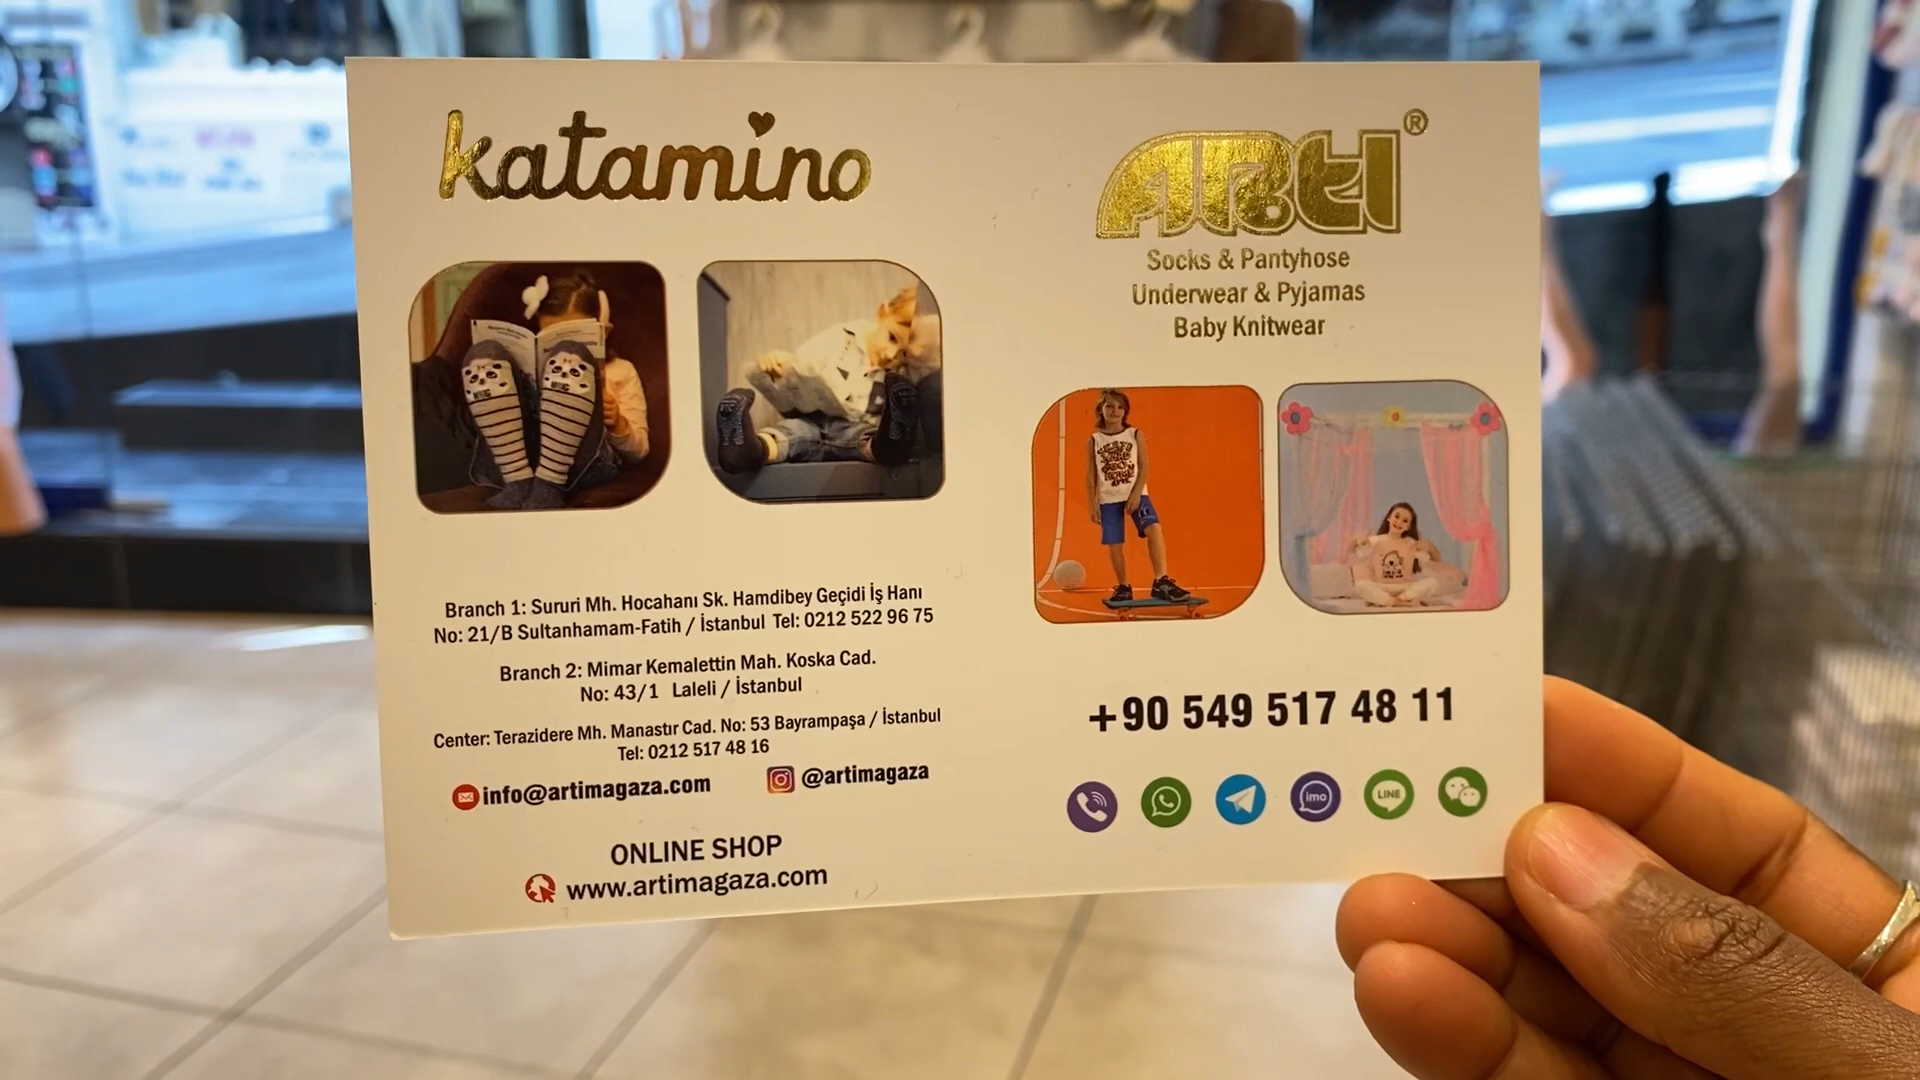 katamino
Branch 1: Sururi Mh. Hocahanı Sk. Hamdibey Geçidi İş Hanı
No: 21/B Sultanhamam-Fatih / İstanbul Tel: 0212 522 96 75
Branch 2: Mimar Kemalettin Mah. Koska Cad.
No: 43/1 Laleli / İstanbul
Center: Terazidere Mh. Manastır Cad. No: 53 Bayrampaşa / İstanbul
Tel: 0212 517 48 16
info@artimagaza.com @artimagaza
ONLINE SHOP
www.artimagaza.com
ARTI®
Socks & Pantyhose
Underwear & Pyjamas
Baby Knitwear
+90 549 517 48 11
imo LINE